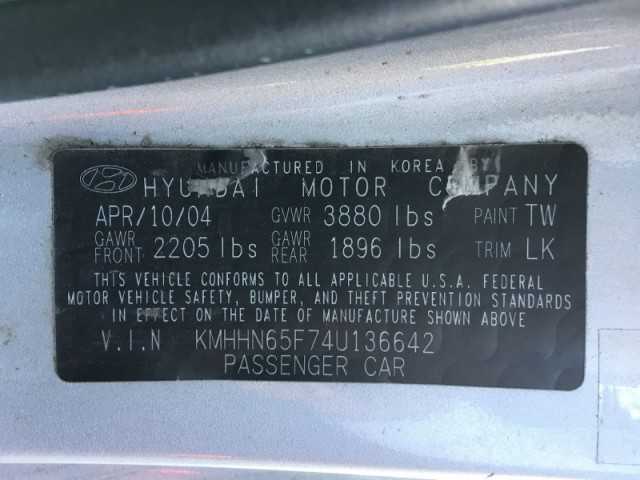 MANUFACTURED IN KOREA BY
HYUNDAI MOTOR COMPANY
APR/10/04 GVWR 3880 lbs PAINT TW
GAWR FRONT 2205 lbs GAWR REAR 1896 lbs TRIM LK
THIS VEHICLE CONFORMS TO ALL APPLICABLE U.S.A. FEDERAL
MOTOR VEHICLE SAFETY, BUMPER, AND THEFT PREVENTION STANDARDS
IN EFFECT ON THE DATE OF MANUFACTURE SHOWN ABOVE
V.I.N KMHHN65F74U136642
PASSENGER CAR